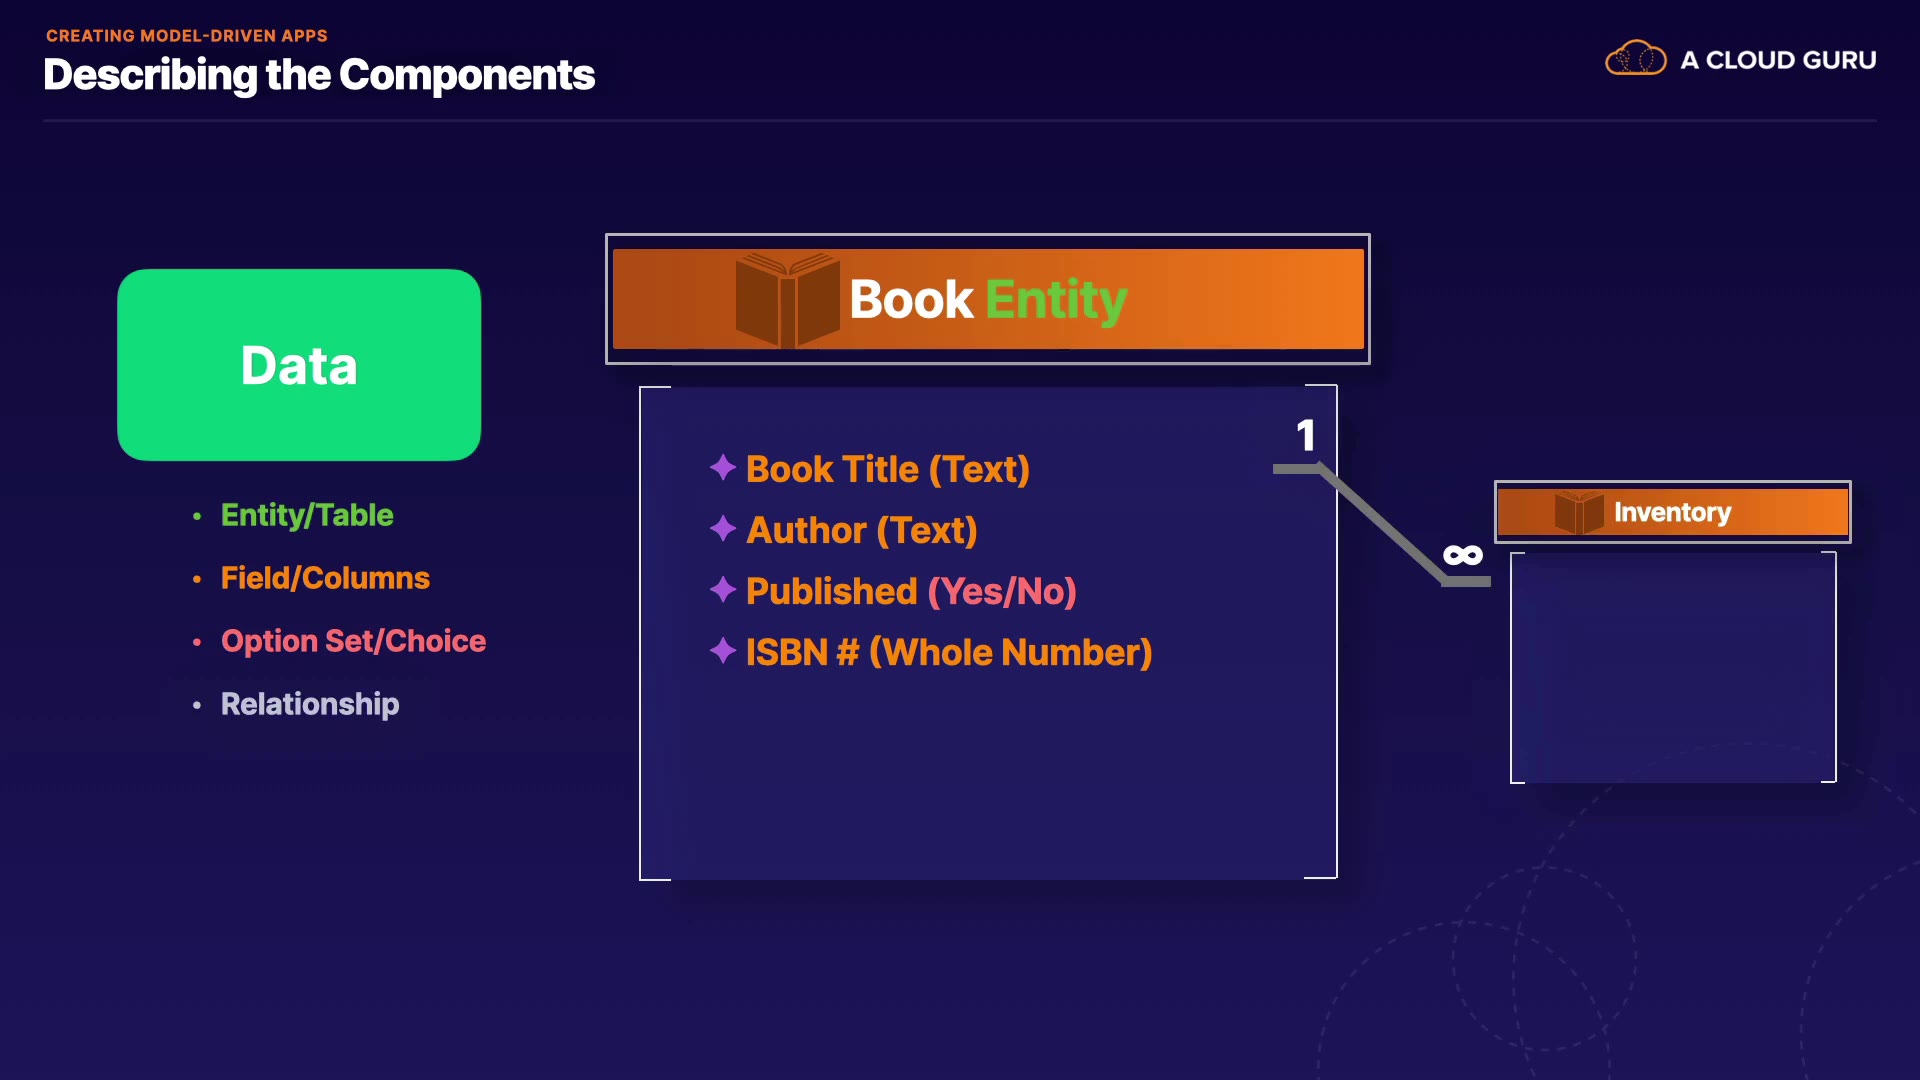 CREATING MODEL-DRIVEN APPS
Describing the Components
A CLOUD GURU
Data
• Entity/Table
• Field/Columns
• Option Set/Choice
• Relationship
Book Entity
✦ Book Title (Text)
✦ Author (Text)
✦ Published (Yes/No)
✦ ISBN # (Whole Number)
1
∞
Inventory